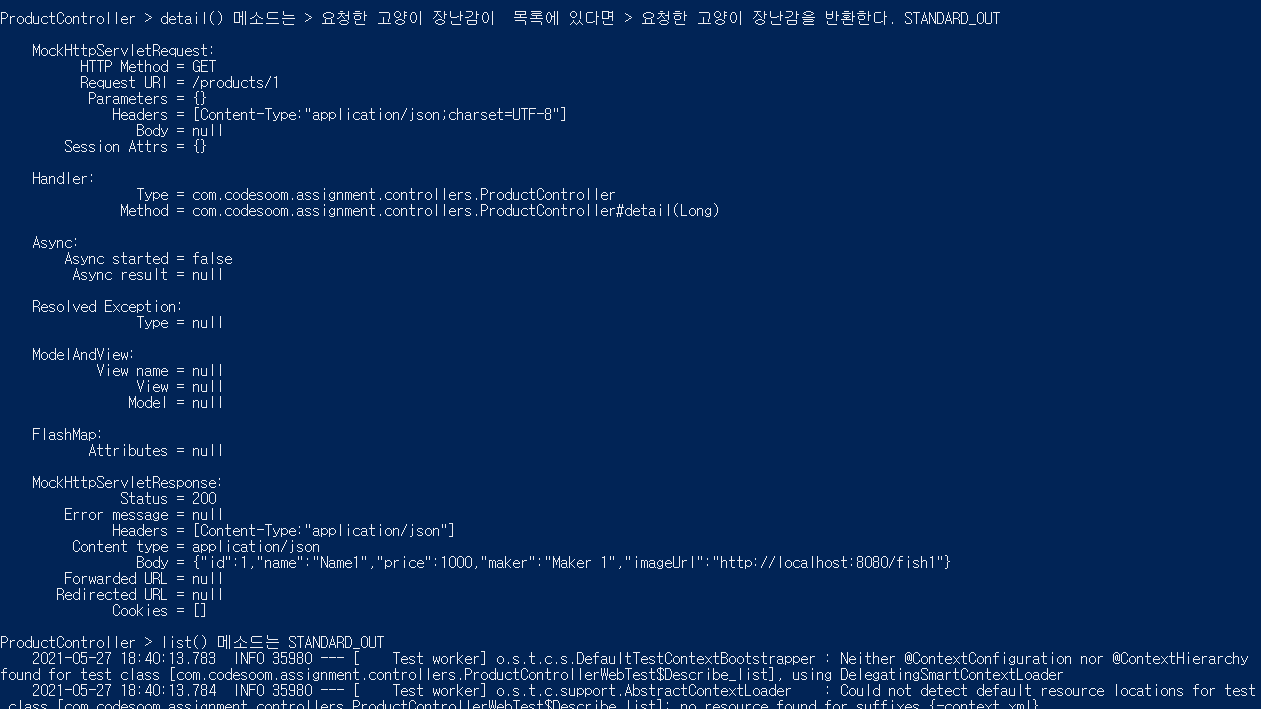 ProductController > detail() 메소드는 > 요청한 고양이 장난감이  목록에 있다면 > 요청한 고양이 장난감을 반환한다. STANDARD_OUT
MockHttpServletRequest:
HTTP Method = GET
Request URI = /products/1
Parameters = {}
Headers = [Content-Type:"application/json;charset=UTF-8"]
Body = null
Session Attrs = {}
Handler:
Type = com.codesoom.assignment.controllers.ProductController
Method = com.codesoom.assignment.controllers.ProductController#detail(Long)
Async:
Async started = false
Async result = null
Resolved Exception:
Type = null
ModelAndView:
View name = null
View = null
Model = null
FlashMap:
Attributes = null
MockHttpServletResponse:
Status = 200
Error message = null
Headers = [Content-Type:"application/json"]
Content type = application/json
Body = {"id":1,"name":"Name1","price":1000,"maker":"Maker 1","imageUrl":"http://localhost:8080/fish1"}
Forwarded URL = null
Redirected URL = null
Cookies = []
ProductController > list() 메소드는 STANDARD_OUT
2021-05-27 18:40:13.783  INFO 35980 --- [    Test worker] o.s.t.c.s.DefaultTestContextBootstrapper : Neither @ContextConfiguration nor @ContextHierarchy
found for test class [com.codesoom.assignment.controllers.ProductControllerWebTest$Describe_list], using DelegatingSmartContextLoader
2021-05-27 18:40:13.784  INFO 35980 --- [    Test worker] o.s.t.c.support.AbstractContextLoader    : Could not detect default resource locations for test
class [com.codesoom.assignment.controllers.ProductControllerWebTest$Describe_list]: no resource found for suffixes {-context.xml}